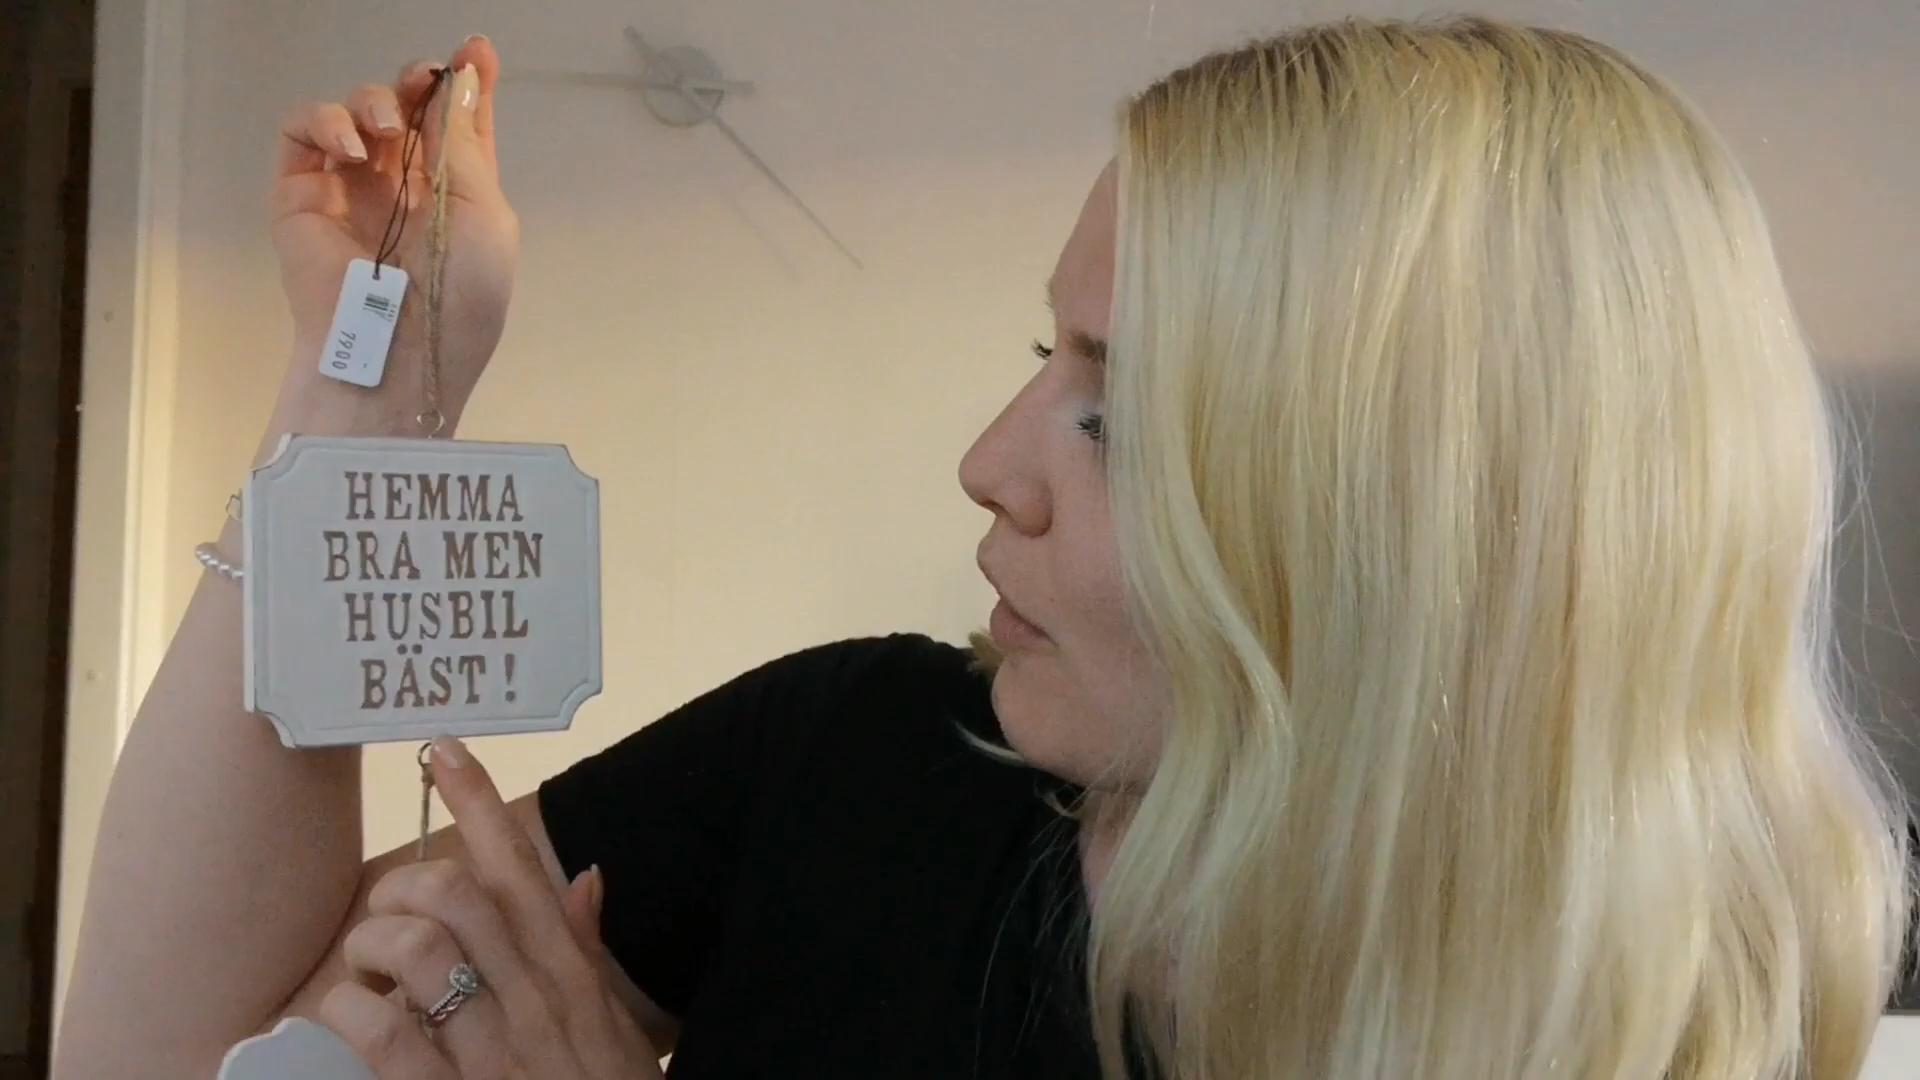 7900
HEMMA
BRA MEN
HUSBIL
BÄST !